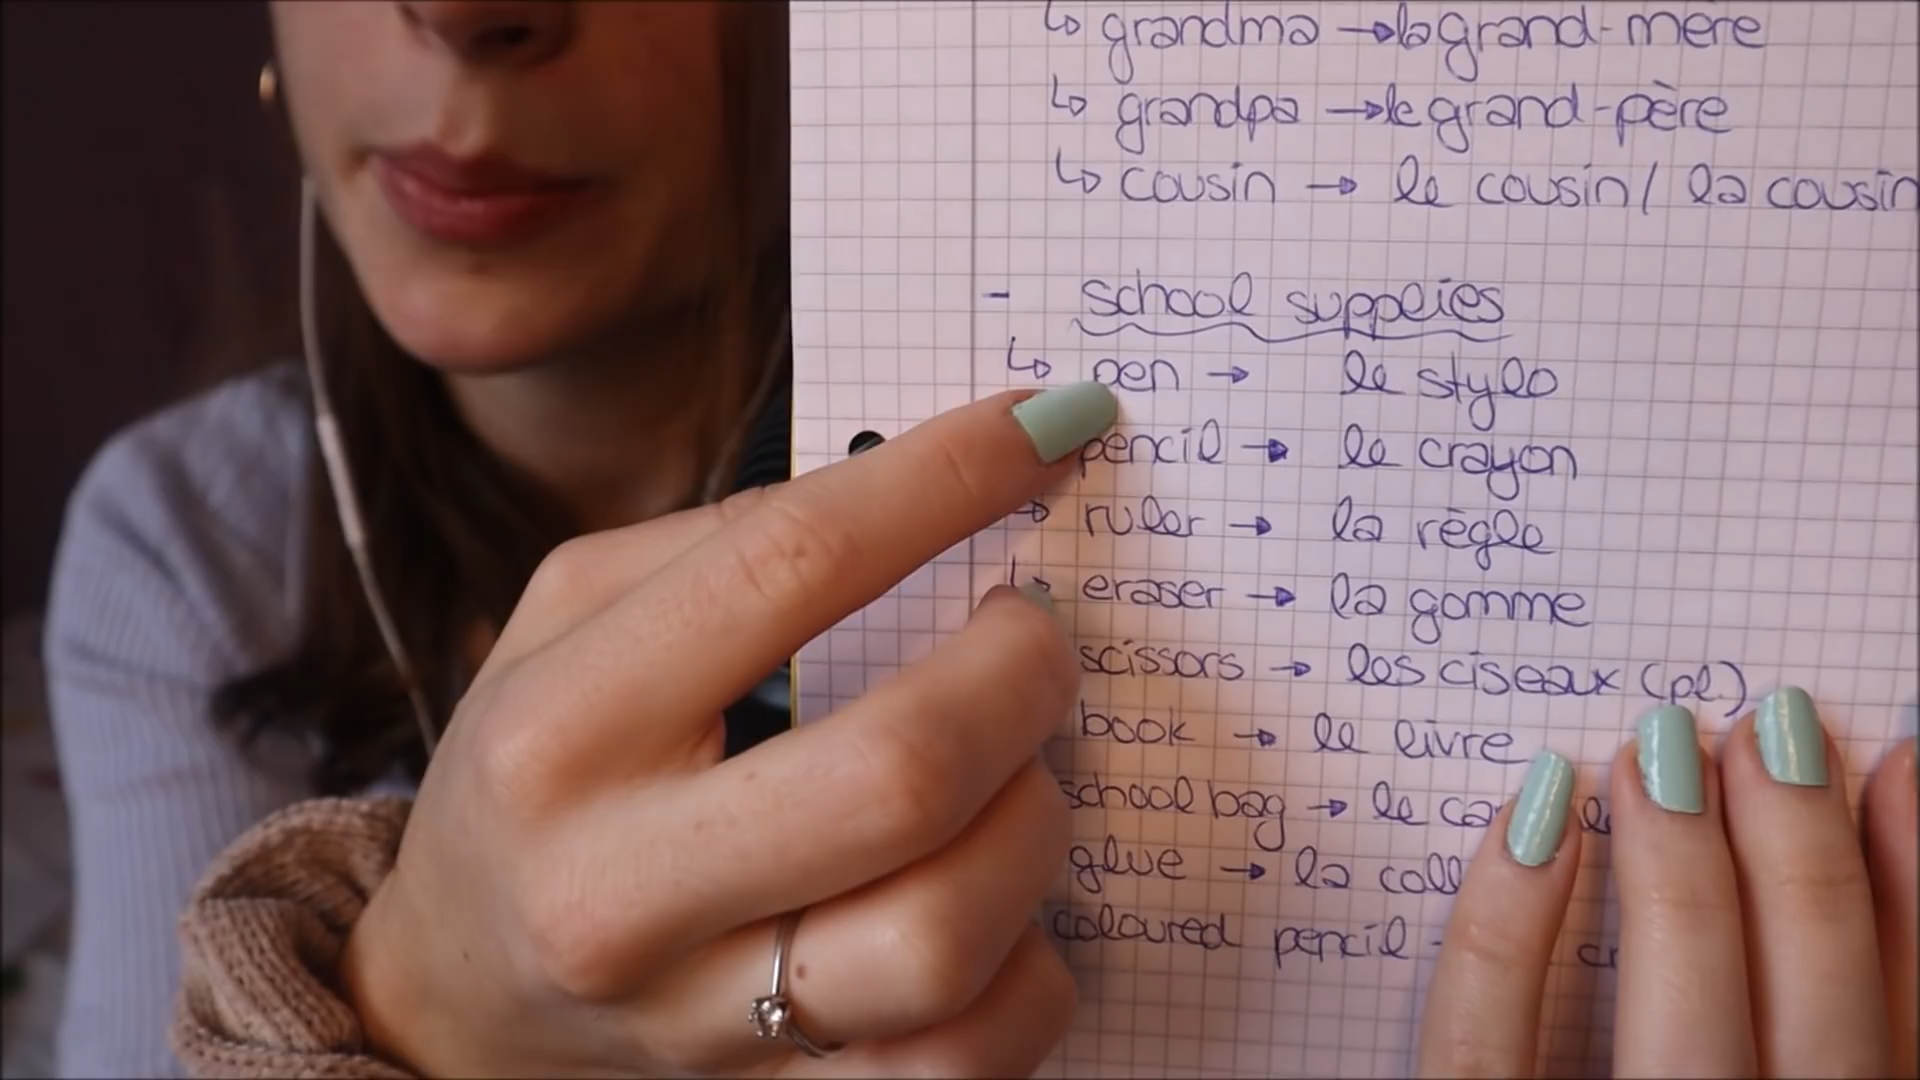 ↳ grandma → la grand-mère
↳ grandpa → le grand-père
↳ cousin → le cousin / la cousin
- school supplies
↳ pen → le stylo
pencil → le crayon
↳ ruler → la règle
↳ eraser → la gomme
scissors → les ciseaux (pl.)
book → le livre
school bag → le
glue → la
coloured pencil -